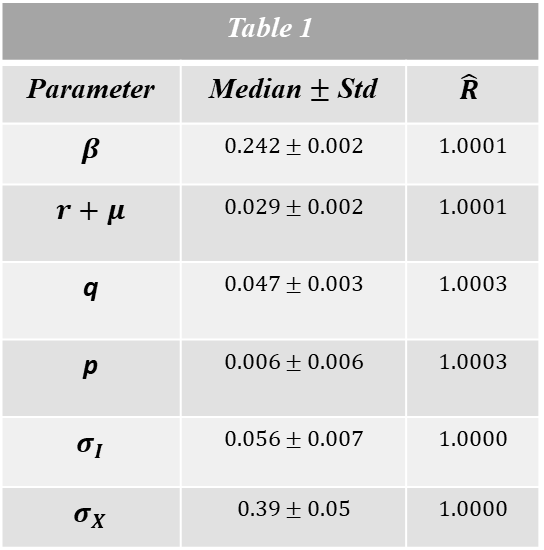 Table 1
Parameter Median ± Std R̂
β 0.242 ± 0.002 1.0001
r + μ 0.029 ± 0.002 1.0001
q 0.047 ± 0.003 1.0003
p 0.006 ± 0.006 1.0003
σI 0.056 ± 0.007 1.0000
σX 0.39 ± 0.05 1.0000